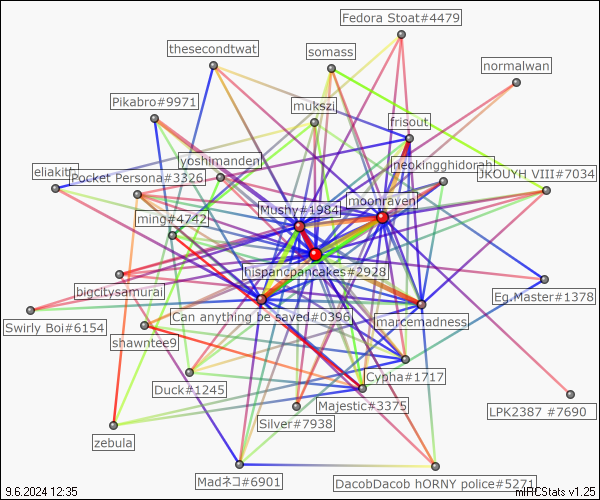 Fedora Stoat#4479
thesecondtwat
somass
normalwan
Pikabro#9971
mukszi
frisout
yoshimanden
neokingghidorah
eliakith
Pocket Persona#3326
JKOUYH VIII#7034
moonraven
Mushy#1984
ming#4742
hispancpancakes#2928
bigcitysamurai
Eg.Master#1378
Swirly Boi#6154
Can anything be saved#0396
marcemadness
shawntee9
Cypha#1717
Duck#1245
Majestic#3375
LPK2387 #7690
Silver#7938
zebula
Madネコ#6901
DacobDacob hORNY police#5271
9.6.2024 12:35
mIRCStats v1.25